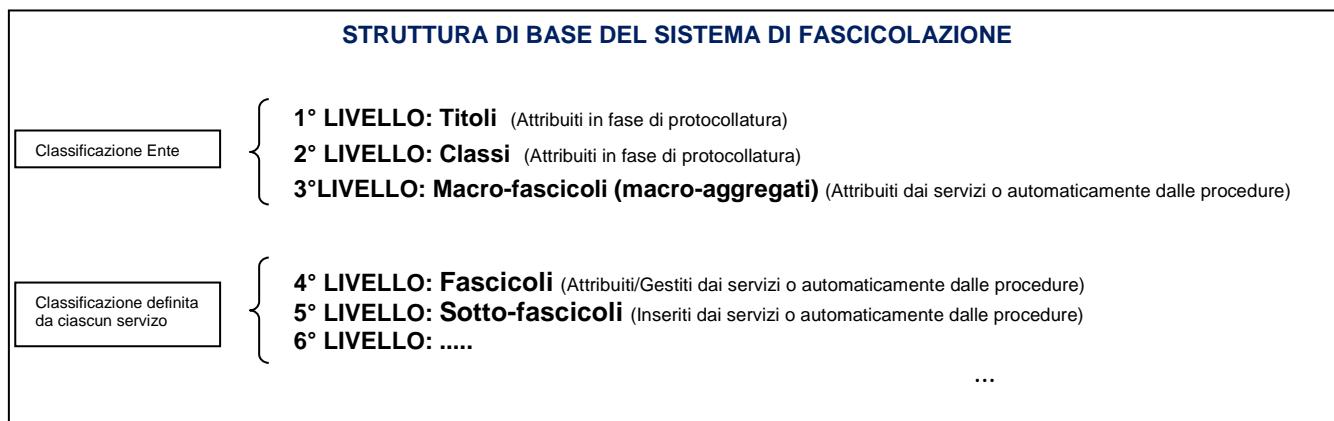 STRUTTURA DI BASE DEL SISTEMA DI FASCICOLAZIONE
Classificazione Ente
1° LIVELLO: Titoli (Attribuiti in fase di protocollatura)
2° LIVELLO: Classi (Attribuiti in fase di protocollatura)
3°LIVELLO: Macro-fascicoli (macro-aggregati) (Attribuiti dai servizi o automaticamente dalle procedure)
Classificazione definita
da ciascun servizo
4° LIVELLO: Fascicoli (Attribuiti/Gestiti dai servizi o automaticamente dalle procedure)
5° LIVELLO: Sotto-fascicoli (Inseriti dai servizi o automaticamente dalle procedure)
6° LIVELLO: .....
...